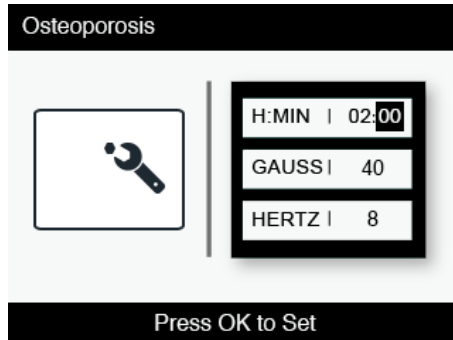 Osteoporosis
H:MIN | 02:00
GAUSS | 40
HERTZ | 8
Press OK to Set